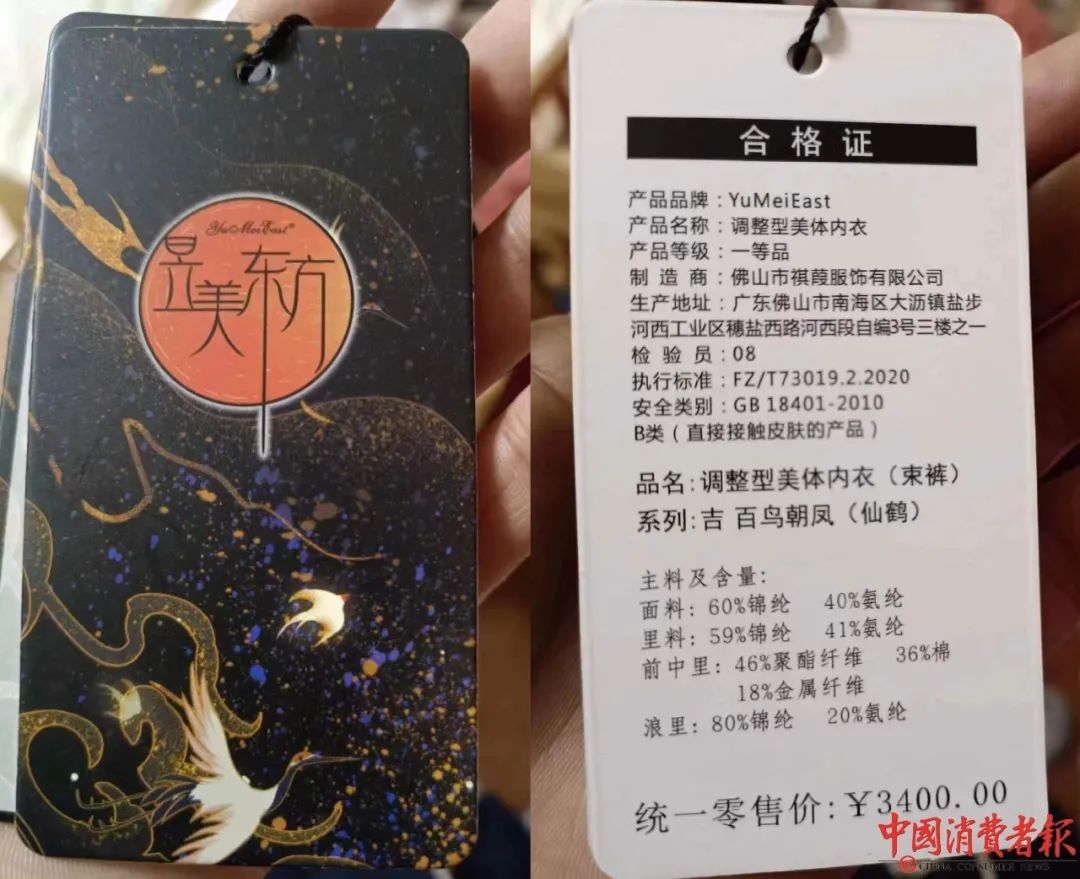 YuMeiEast®
昱美东方
合格证
产品品牌：YuMeiEast
产品名称：调整型美体内衣
产品等级：一等品
制造商：佛山市祺葭服饰有限公司
生产地址：广东佛山市南海区大沥镇盐步
河西工业区穗盐西路河西段自编3号三楼之一
检验员：08
执行标准：FZ/T73019.2.2020
安全类别：GB 18401-2010
B类（直接接触皮肤的产品）
品名:调整型美体内衣（束裤）
系列:吉 百鸟朝凤（仙鹤）
主料及含量:
面料: 60%锦纶 40%氨纶
里料: 59%锦纶 41%氨纶
前中里: 46%聚酯纤维 36%棉
18%金属纤维
浪里: 80%锦纶 20%氨纶
统一零售价:¥3400.00
中國消費者報
CHINA CONSUMER NEWS